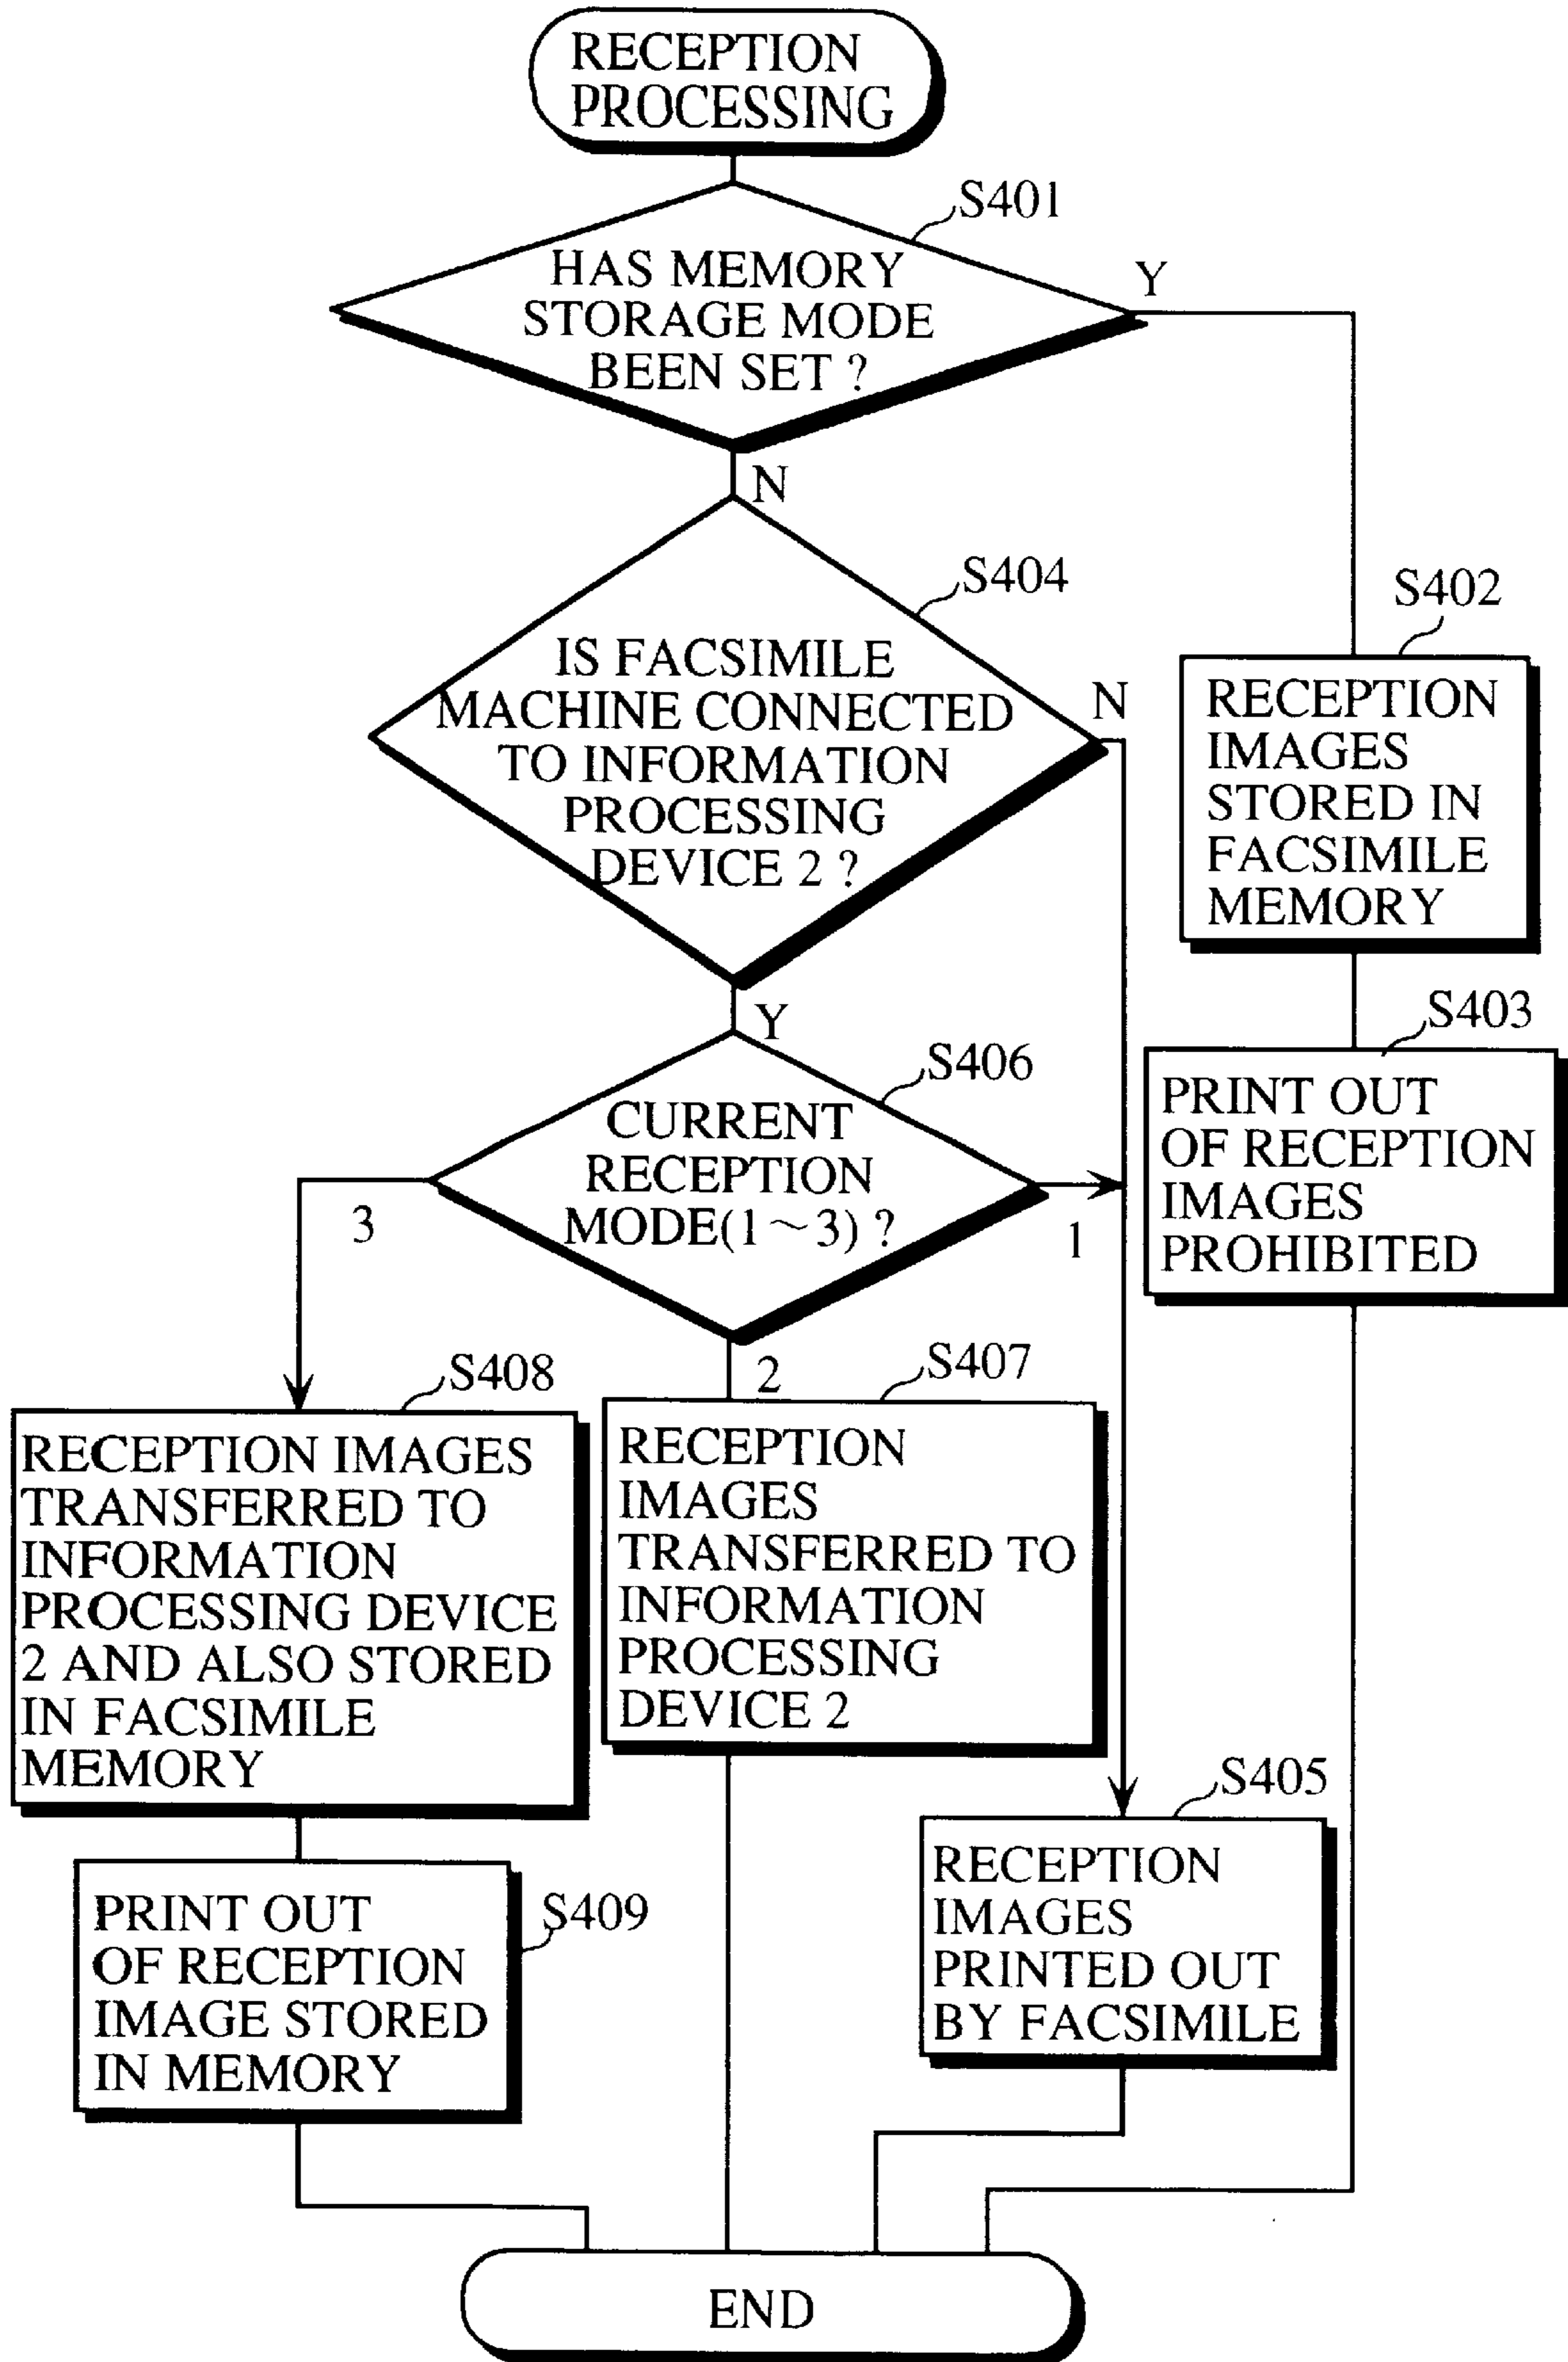 RECEPTION
PROCESSING
S401
HAS MEMORY
STORAGE MODE
BEEN SET ?
Y
N
S404
IS FACSIMILE
MACHINE CONNECTED
TO INFORMATION
PROCESSING
DEVICE 2 ?
N
Y
S402
RECEPTION
IMAGES
STORED IN
FACSIMILE
MEMORY
S403
PRINT OUT
OF RECEPTION
IMAGES
PROHIBITED
S406
CURRENT
RECEPTION
MODE(1～3) ?
3
1
2
S408
RECEPTION IMAGES
TRANSFERRED TO
INFORMATION
PROCESSING DEVICE
2 AND ALSO STORED
IN FACSIMILE
MEMORY
S407
RECEPTION
IMAGES
TRANSFERRED TO
INFORMATION
PROCESSING
DEVICE 2
S405
RECEPTION
IMAGES
PRINTED OUT
BY FACSIMILE
S409
PRINT OUT
OF RECEPTION
IMAGE STORED
IN MEMORY
END